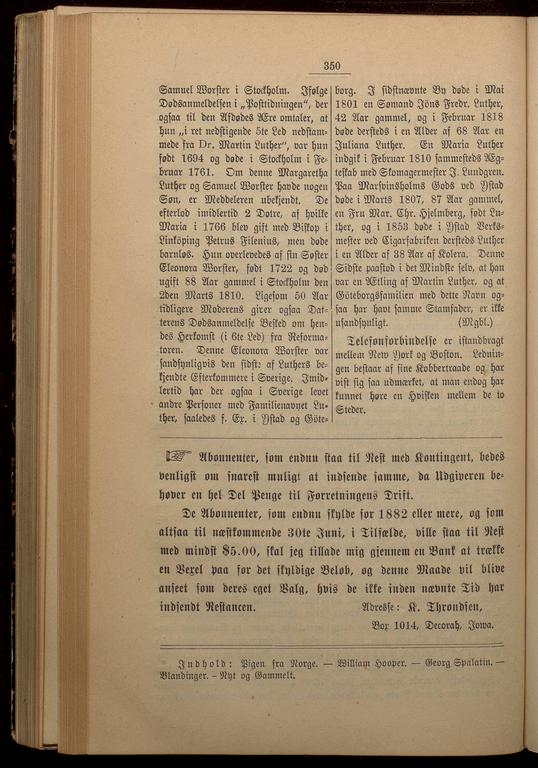 350
Samuel Worster i Stockholm. Ifølge
Dødsanmeldelsen i „Posttidningen", der
ogsaa til den Afdødes Ære omtaler, at
hun „i ret nedstigende 5te Led nedstam-
mede fra Dr. Martin Luther", var hun
født 1694 og døde i Stockholm i Fe-
bruar 1761. Om denne Margaretha
Luther og Samuel Worster havde nogen
Søn, er Meddeleren ubekjendt. De
efterlod imidlertid 2 Døtre, af hvilke
Maria i 1766 blev gift med Biskop i
Linköping Petrus Filenius, men døde
barnløs. Hun overlevedes af sin Søster
Eleonora Worster, født 1722 og død
ugift 88 Aar gammel i Stockholm den
2den Marts 1810. Ligesom 50 Aar
tidligere Moderens giver ogsaa Dat-
terens Dødsanmeldelse Besked om hen-
des Herkomst (i 6te Led) fra Reforma-
toren. Denne Eleonora Worster var
sandsynligvis den sidste af Luthers be-
kjendte Efterkommere i Sverige. Imid-
lertid har der ogsaa i Sverige levet
andre Personer med Familienavnet Lu-
ther, saaledes f. Ex. i Ystad og Göte-
borg. I sidstnævnte By døde i Mai
1801 en Sømand Jöns Fredr. Luther,
42 Aar gammel, og i Februar 1818
døde dersteds i en Alder af 68 Aar en
Juliana Luther. En Maria Luther
indgik i Februar 1810 sammesteds Æg-
teskab med Skomagermester J. Lundgren.
Paa Marsvinsholms Gods ved Ystad
døde i Marts 1807, 87 Aar gammel,
en Fru Mar. Chr. Hjelmberg, født Lu-
ther, og i 1853 døde i Ystad Verks-
mester ved Cigarfabriken dersteds Luther
i en Alder af 38 Aar af Kolera. Denne
Sidste paastod i det Mindste selv, at han
var en Ætling af Martin Luther, og at
Göteborgsfamilien med dette Navn og-
saa har havt samme Stamfader, er ikke
usandsynligt. (Mgbl.)
Telefonforbindelse er istandbragt
mellem New York og Boston. Lednin-
gen bestaar af fine Kobbertraade og har
vist sig saa udmærket, at man endog har
kunnet høre en Hvisken mellem de to
Steder.
☞ Abonnenter, som endnu staa til Rest med Kontingent, bedes
venligst om snarest muligt at indsende samme, da Udgiveren be-
høver en hel Del Penge til Forretningens Drift.
De Abonnenter, som endnu skylde før 1882 eller mere, og som
altsaa til næstkommende 30te Juni, i Tilfælde, ville staa til Rest
med mindst $5.00, skal jeg tillade mig gjennem en Bank at trække
en Vexel paa for det skyldige Beløb, og denne Maade vil blive
anseet som deres eget Valg, hvis de ikke inden nævnte Tid har
indsendt Restancen. Adresse: K. Throndsen,
Box 1014, Decorah, Iowa.
Indhold: Pigen fra Norge. — William Hooper. — Georg Spalatin. —
Blandinger. – Nyt og Gammelt.